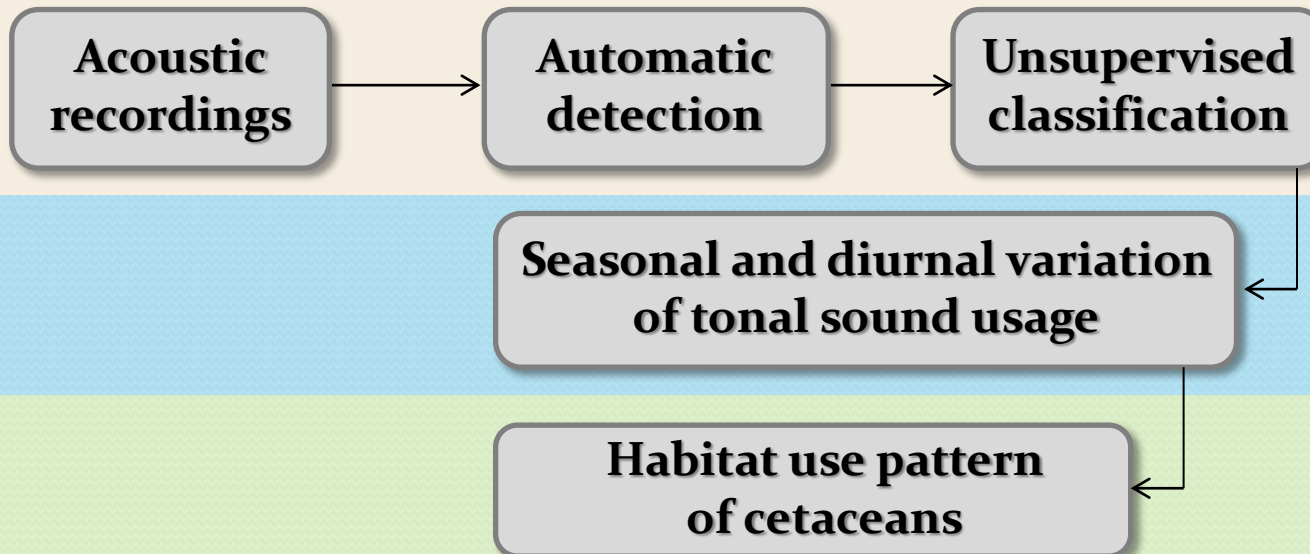 Acoustic
recordings
Automatic
detection
Unsupervised
classification
Seasonal and diurnal variation
of tonal sound usage
Habitat use pattern
of cetaceans